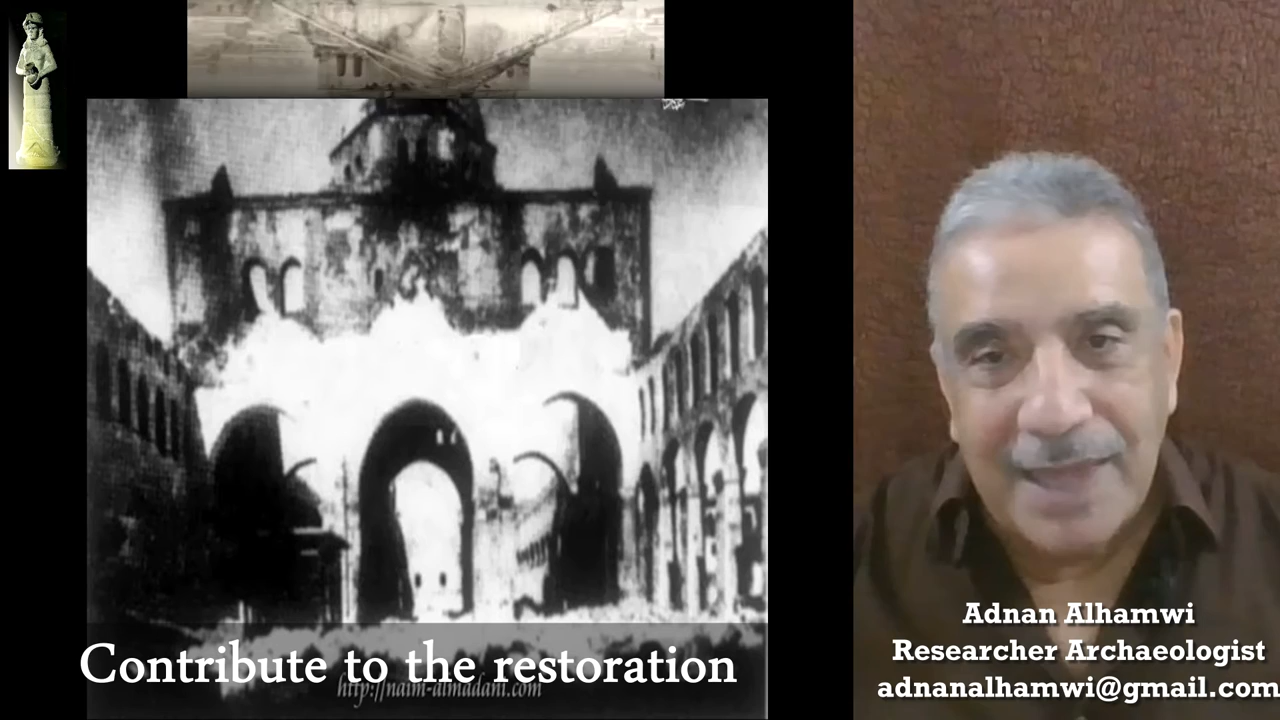 Contribute to the restoration
http://naim-almadani.com
Adnan Alhamwi
Researcher Archaeologist
adnanalhamwi@gmail.com